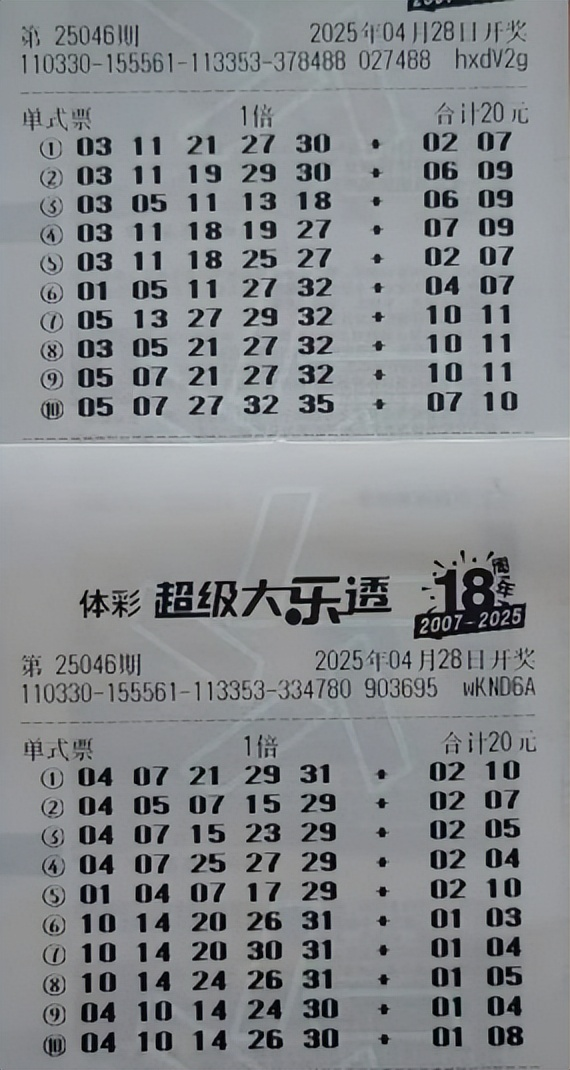 第 25046期 2025年04月28日开奖
110330-155561-113353-378488 027488 hxdV2g
单式票 1倍 合计20元
① 03 11 21 27 30 + 02 07
② 03 11 19 29 30 + 06 09
③ 03 05 11 13 18 + 06 09
④ 03 11 18 19 27 + 07 09
⑤ 03 11 18 25 27 + 02 07
⑥ 01 05 11 27 32 + 04 07
⑦ 05 13 27 29 32 + 10 11
⑧ 03 05 21 27 32 + 10 11
⑨ 05 07 21 27 32 + 10 11
⑩ 05 07 27 32 35 + 07 10
体彩 超级大乐透 18周年
2007-2025
第 25046期 2025年04月28日开奖
110330-155561-113353-334780 903695 wKND6A
单式票 1倍 合计20元
① 04 07 21 29 31 + 02 10
② 04 05 07 15 29 + 02 07
③ 04 07 15 23 29 + 02 05
④ 04 07 25 27 29 + 02 04
⑤ 01 04 07 17 29 + 02 10
⑥ 10 14 20 26 31 + 01 03
⑦ 10 14 20 30 31 + 01 04
⑧ 10 14 24 26 31 + 01 05
⑨ 04 10 14 24 30 + 01 04
⑩ 04 10 14 26 30 + 01 08